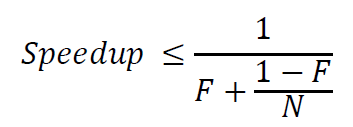 Speedup ≤ 1 / (F + (1 − F) / N)